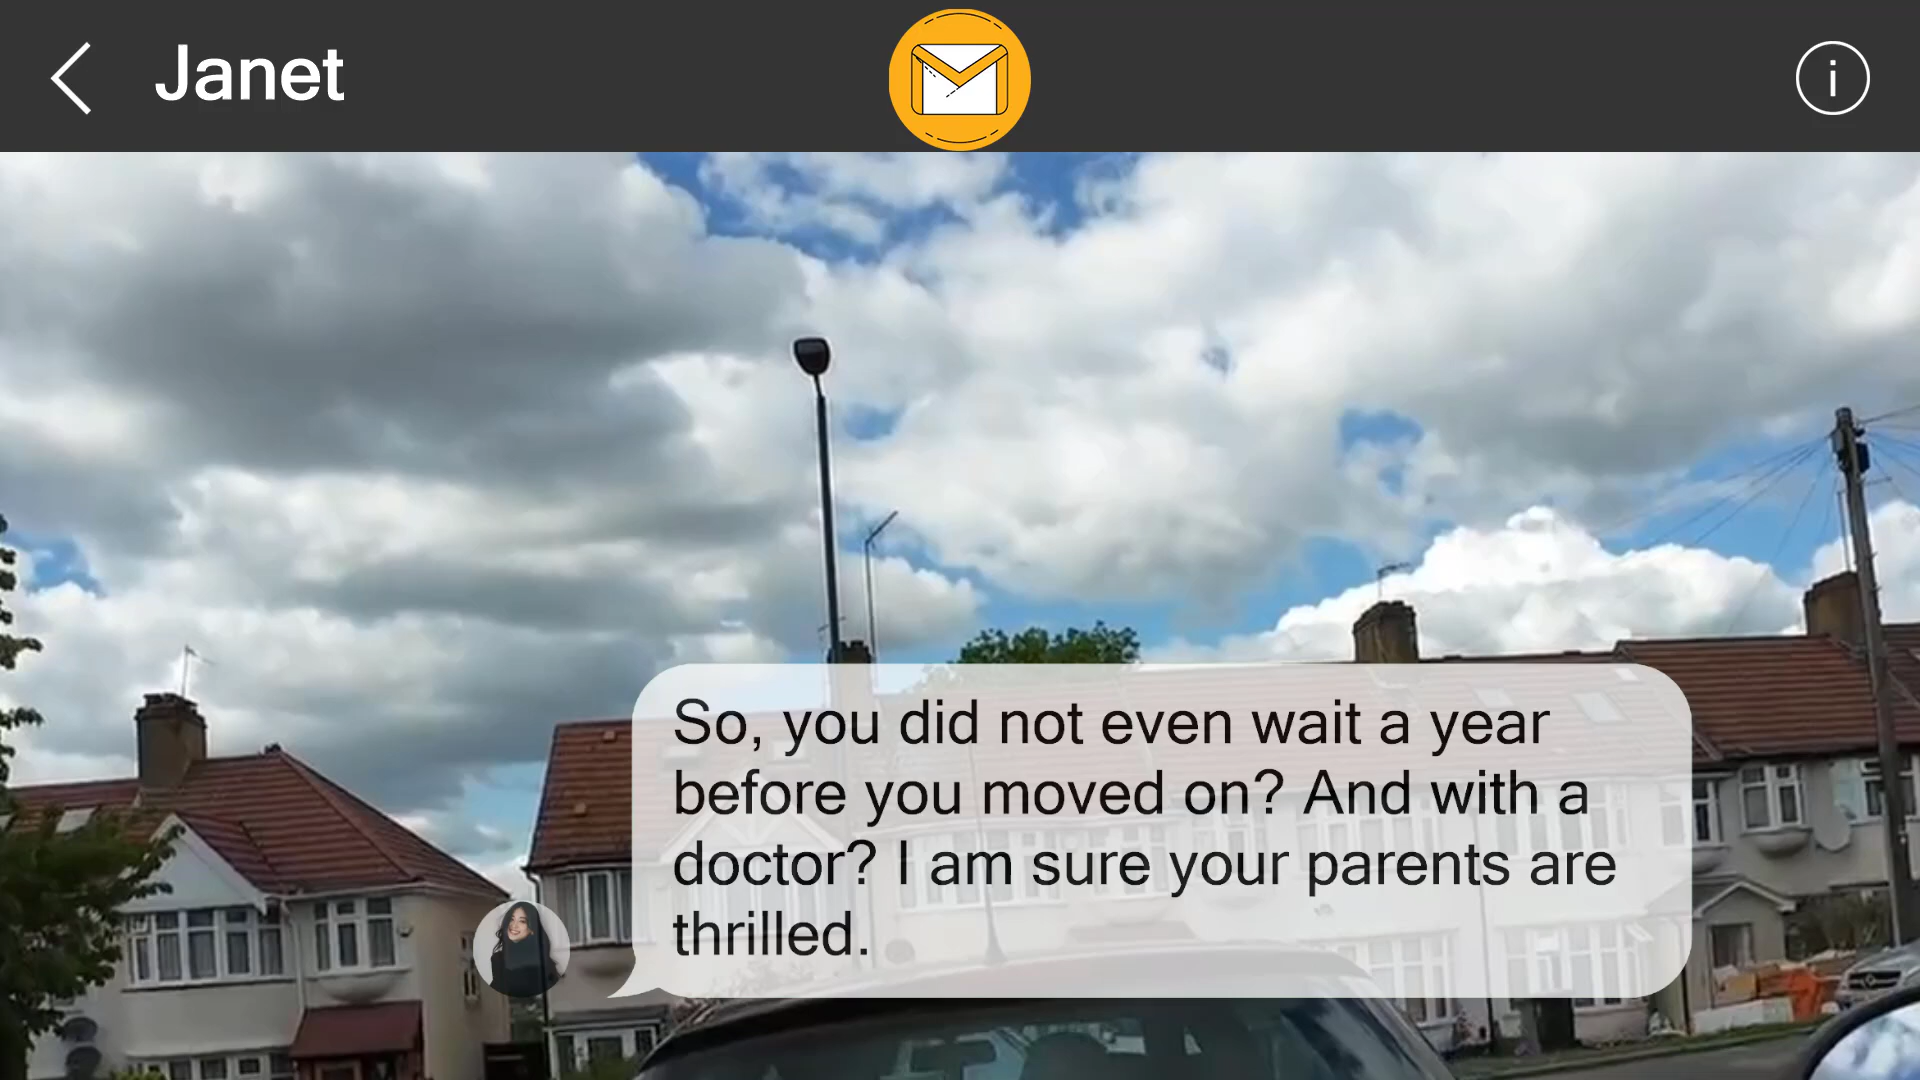 Janet
i
So, you did not even wait a year
before you moved on? And with a
doctor? I am sure your parents are
thrilled.